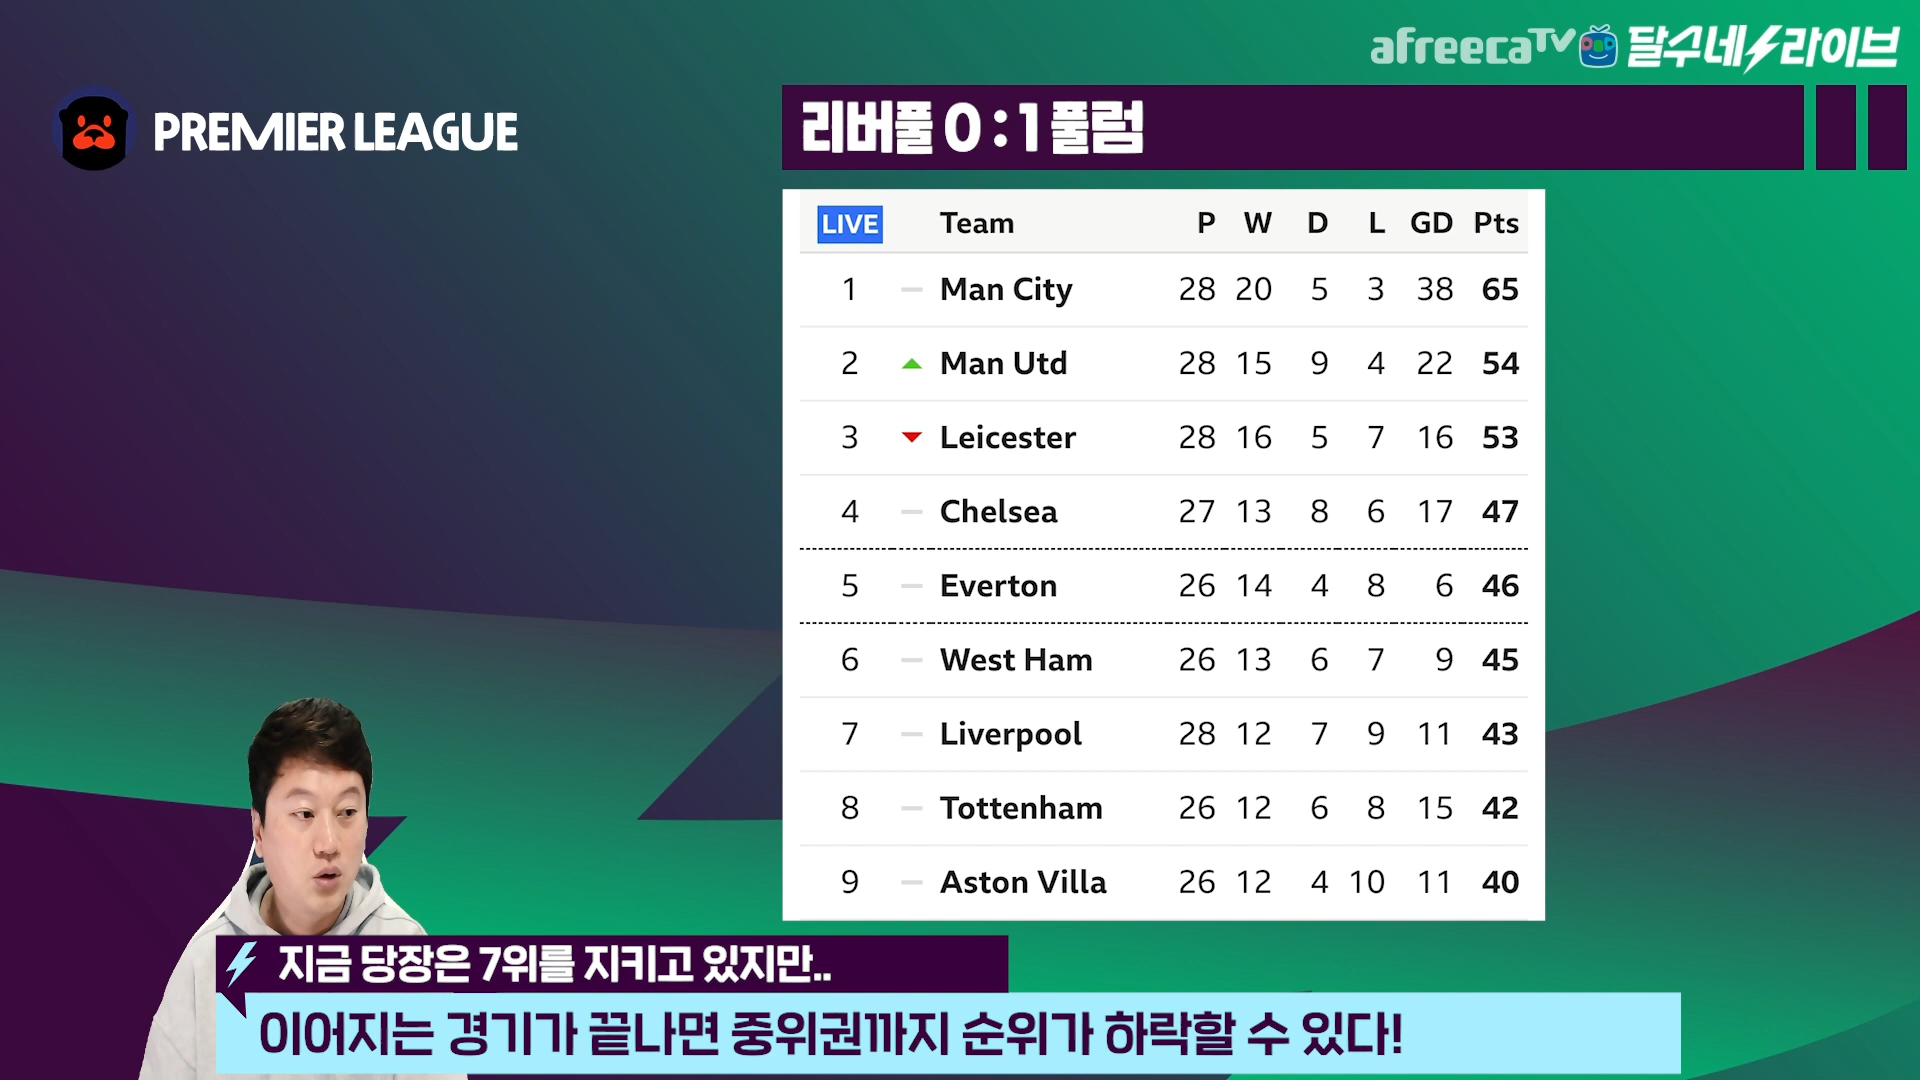 afreecaTV 달수네라이브
PREMIER LEAGUE
리버풀 0 : 1 풀럼
LIVE Team P W D L GD Pts
1 Man City 28 20 5 3 38 65
2 Man Utd 28 15 9 4 22 54
3 Leicester 28 16 5 7 16 53
4 Chelsea 27 13 8 6 17 47
5 Everton 26 14 4 8 6 46
6 West Ham 26 13 6 7 9 45
7 Liverpool 28 12 7 9 11 43
8 Tottenham 26 12 6 8 15 42
9 Aston Villa 26 12 4 10 11 40
지금 당장은 7위를 지키고 있지만..
이어지는 경기가 끝나면 중위권까지 순위가 하락할 수 있다!